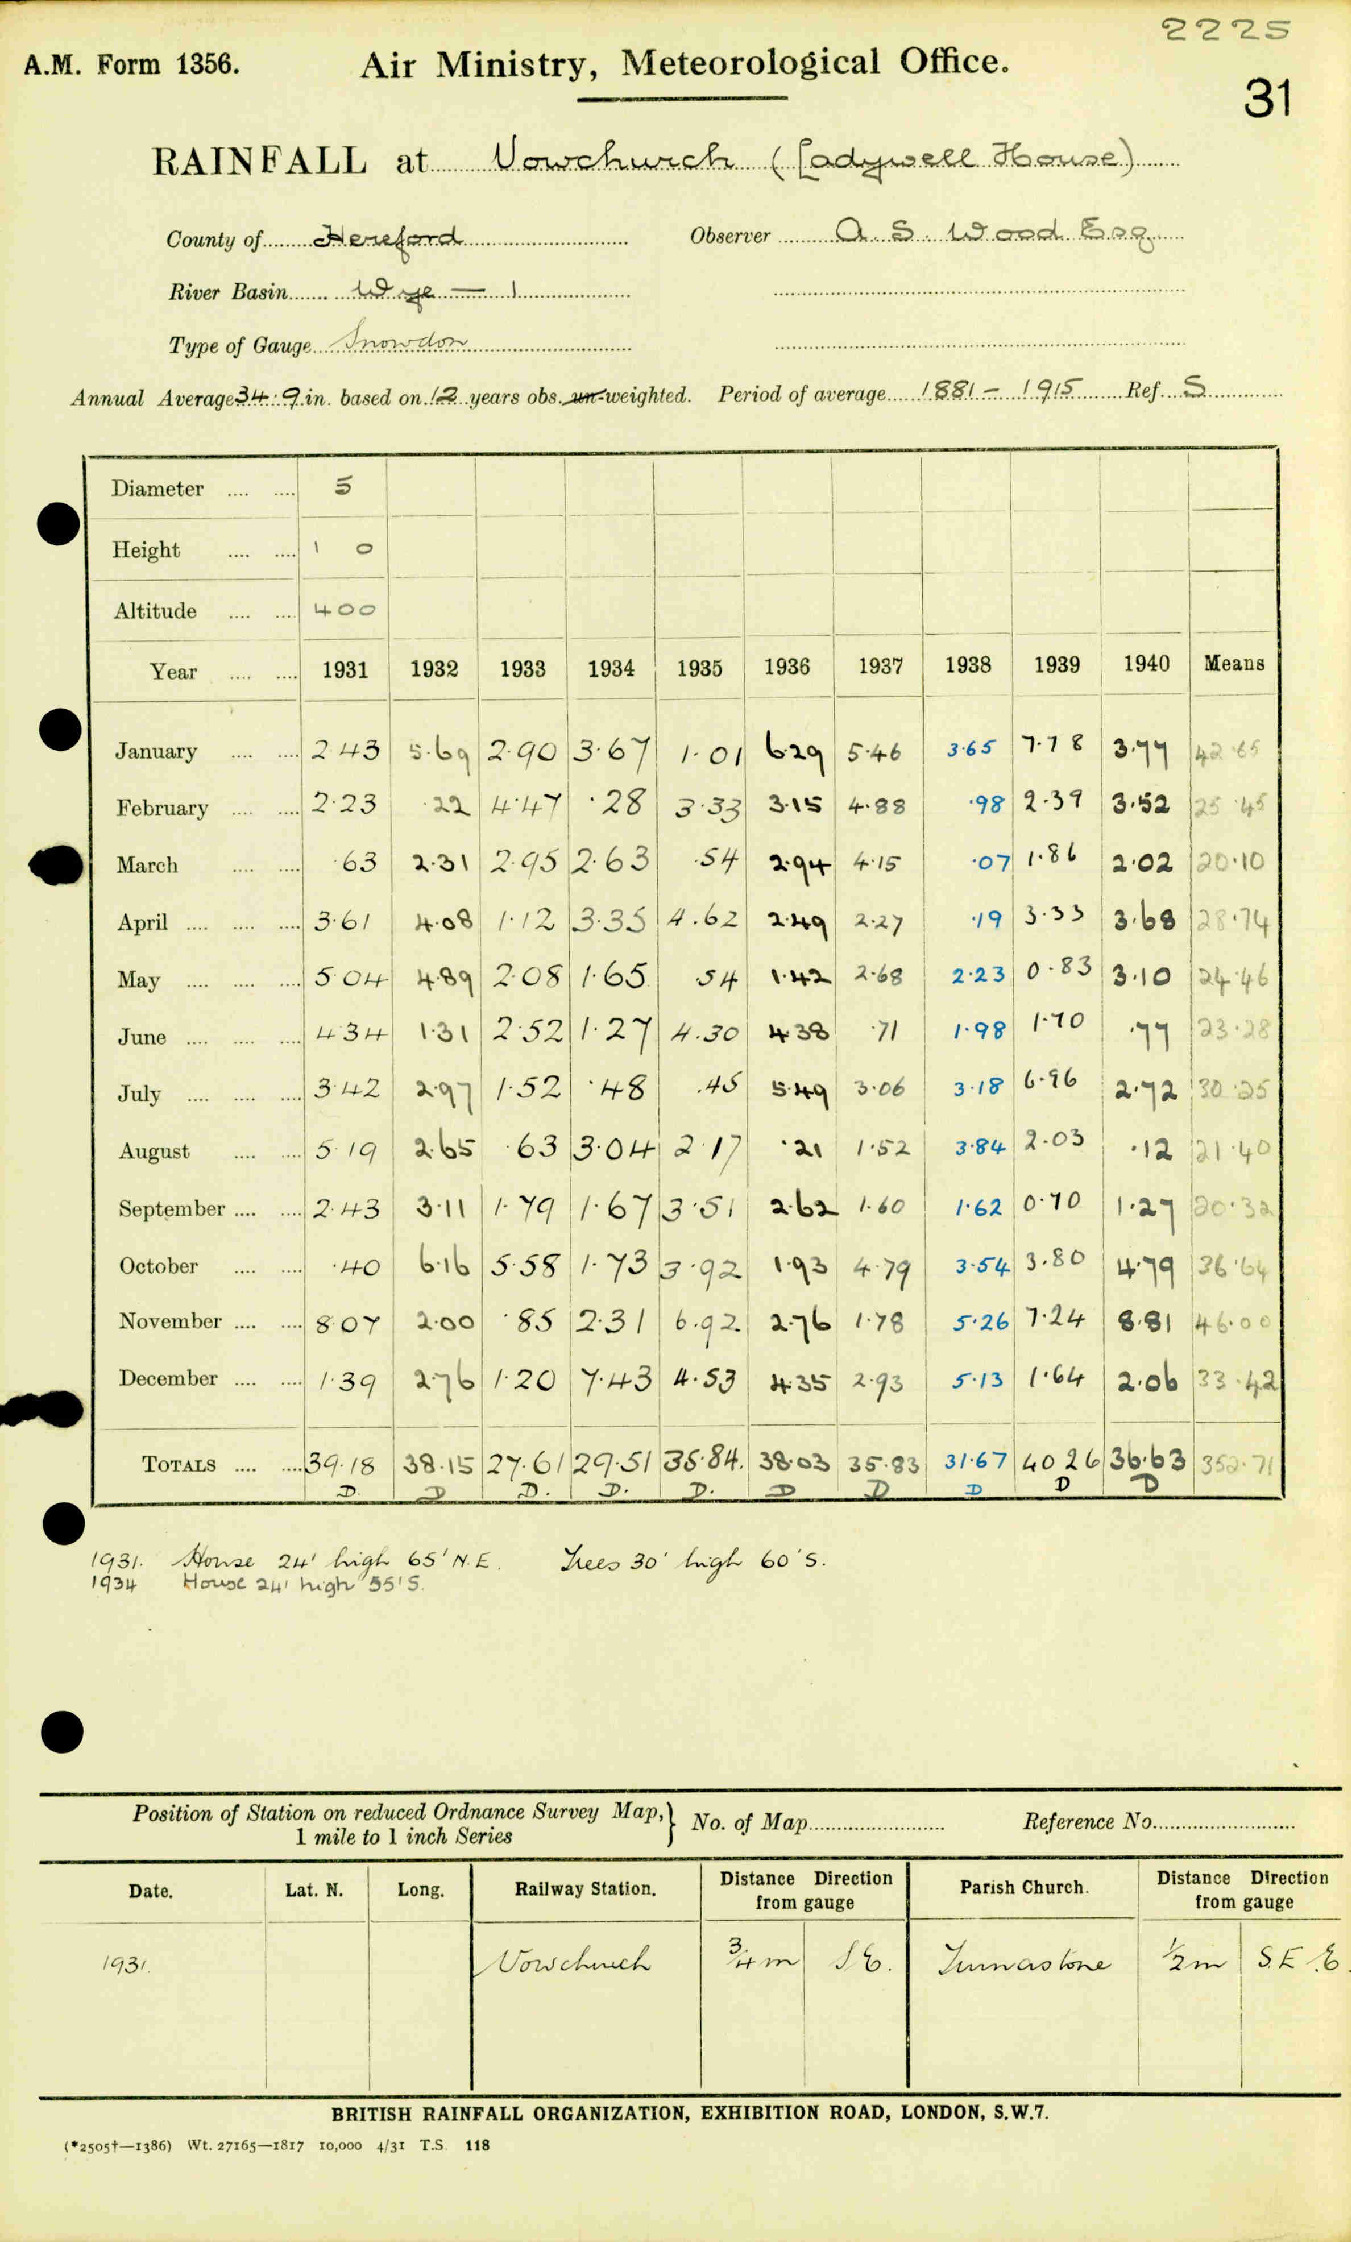 2225
A.M. Form 1356. Air Ministry, Meteorological Office.
31
RAINFALL at Vowchurch (Ladywell House)
County of Hereford Observer A. S. Wood Esq
River Basin Wye — 1
Type of Gauge Snowdon
Annual Average 34.9 in. based on 12 years obs. un-weighted. Period of average 1881 – 1915 Ref. S
Diameter .... .... 5
Height .... .... 1 0
Altitude .... .... 400
Year .... .... 1931 1932 1933 1934 1935 1936 1937 1938 1939 1940 Means
January .... .... 2.43 5.69 2.90 3.67 1.01 6.29 5.46 3.65 7.78 3.77 42.65
February .... .... 2.23 .22 4.47 .28 3.33 3.15 4.88 .98 2.39 3.52 25.45
March .... .... .63 2.31 2.95 2.63 .54 2.94 4.15 .07 1.86 2.02 20.10
April .... .... .... 3.61 4.08 1.12 3.35 4.62 2.49 2.27 .19 3.33 3.68 28.74
May .... .... .... 5.04 4.89 2.08 1.65 .54 1.42 2.68 2.23 0.83 3.10 24.46
June .... .... .... 4.34 1.31 2.52 1.27 4.30 4.38 .71 1.98 1.70 .77 23.28
July .... .... .... 3.42 2.97 1.52 .48 .45 5.49 3.06 3.18 6.96 2.72 30.25
August .... .... 5.19 2.65 .63 3.04 2.17 .21 1.52 3.84 2.03 .12 21.40
September .... .... 2.43 3.11 1.79 1.67 3.51 2.62 1.60 1.62 0.70 1.27 20.32
October .... .... .40 6.16 5.58 1.73 3.92 1.93 4.79 3.54 3.80 4.79 36.64
November .... .... 8.07 2.00 .85 2.31 6.92 2.76 1.78 5.26 7.24 8.81 46.00
December .... .... 1.39 2.76 1.20 7.43 4.53 4.35 2.93 5.13 1.64 2.06 33.42
TOTALS .... .... 39.18 38.15 27.61 29.51 35.84. 38.03 35.83 31.67 40 26 36.63 352.71
D. D D. D. D. D D D D D
1931. House 24' high 65' N.E. Trees 30' high 60' S.
1934 House 24' high 55' S.
Position of Station on reduced Ordnance Survey Map, 1 mile to 1 inch Series } No. of Map Reference No.
Date. Lat. N. Long. Railway Station. Distance Direction from gauge Parish Church. Distance Direction from gauge
1931. Vowchurch 3/4 m S E. Turnastone 1/2 m S.E.E.
BRITISH RAINFALL ORGANIZATION, EXHIBITION ROAD, LONDON, S.W.7.
(*2505†—1386) Wt. 27165—1817 10,000 4/31 T.S. 118